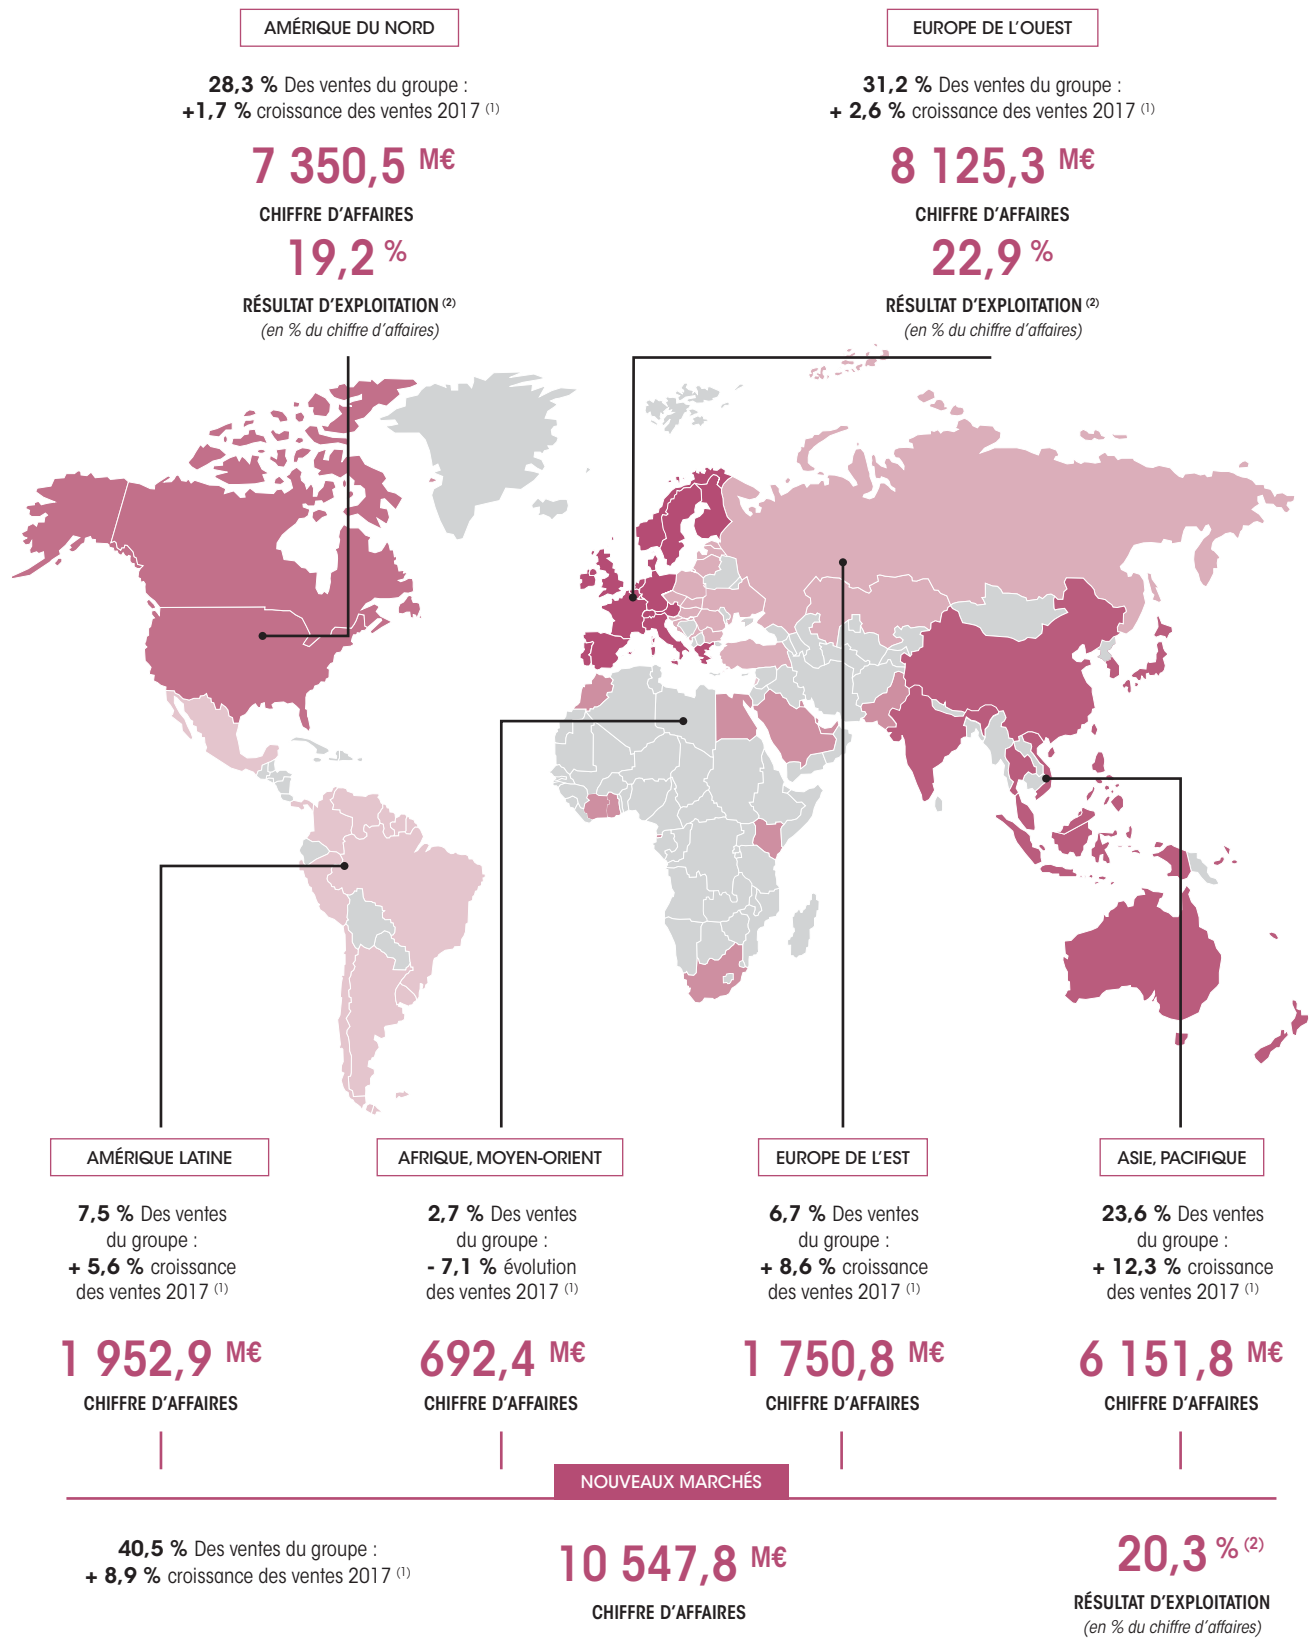 AMÉRIQUE DU NORD
28,3 % Des ventes du groupe :
+1,7 % croissance des ventes 2017 (1)
7 350,5 M€
CHIFFRE D’AFFAIRES
19,2 %
RÉSULTAT D’EXPLOITATION (2)
(en % du chiffre d’affaires)
EUROPE DE L’OUEST
31,2 % Des ventes du groupe :
+ 2,6 % croissance des ventes 2017 (1)
8 125,3 M€
CHIFFRE D’AFFAIRES
22,9 %
RÉSULTAT D’EXPLOITATION (2)
(en % du chiffre d’affaires)
AMÉRIQUE LATINE
7,5 % Des ventes
du groupe :
+ 5,6 % croissance
des ventes 2017 (1)
1 952,9 M€
CHIFFRE D’AFFAIRES
AFRIQUE, MOYEN-ORIENT
2,7 % Des ventes
du groupe :
- 7,1 % évolution
des ventes 2017 (1)
692,4 M€
CHIFFRE D’AFFAIRES
EUROPE DE L’EST
6,7 % Des ventes
du groupe :
+ 8,6 % croissance
des ventes 2017 (1)
1 750,8 M€
CHIFFRE D’AFFAIRES
ASIE, PACIFIQUE
23,6 % Des ventes
du groupe :
+ 12,3 % croissance
des ventes 2017 (1)
6 151,8 M€
CHIFFRE D’AFFAIRES
NOUVEAUX MARCHÉS
40,5 % Des ventes du groupe :
+ 8,9 % croissance des ventes 2017 (1)
10 547,8 M€
CHIFFRE D’AFFAIRES
20,3 % (2)
RÉSULTAT D’EXPLOITATION
(en % du chiffre d’affaires)